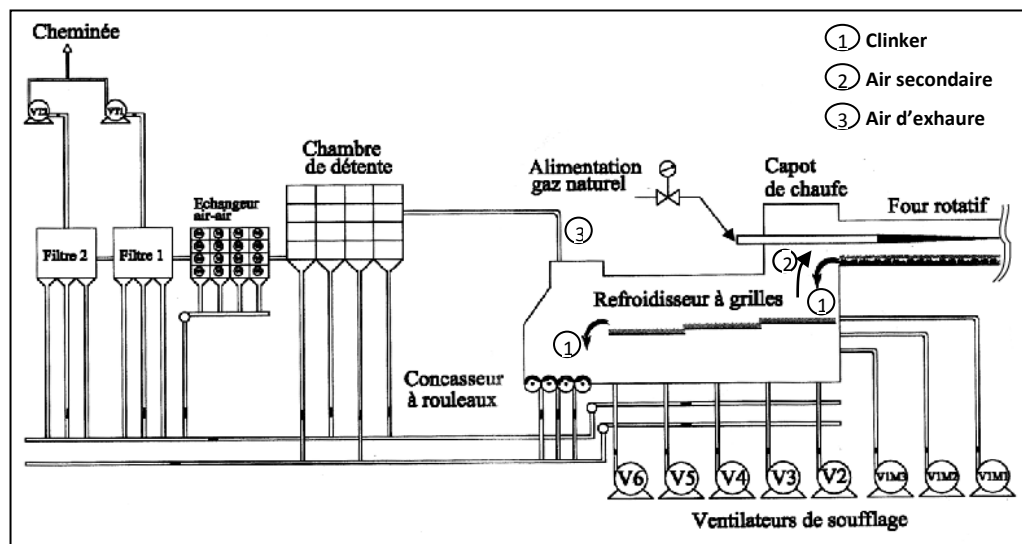 Cheminée
1 Clinker
2 Air secondaire
3 Air d'exhaure
VT2
VT1
Chambre
de détente
Alimentation
gaz naturel
Capot
de chaufe
Four rotatif
Echangeur
air-air
Filtre 2
Filtre 1
3
2
1
Refroidisseur à grilles
1
Concasseur
à rouleaux
V6
V5
V4
V3
V2
V1M3
V1M2
V1M1
Ventilateurs de soufflage